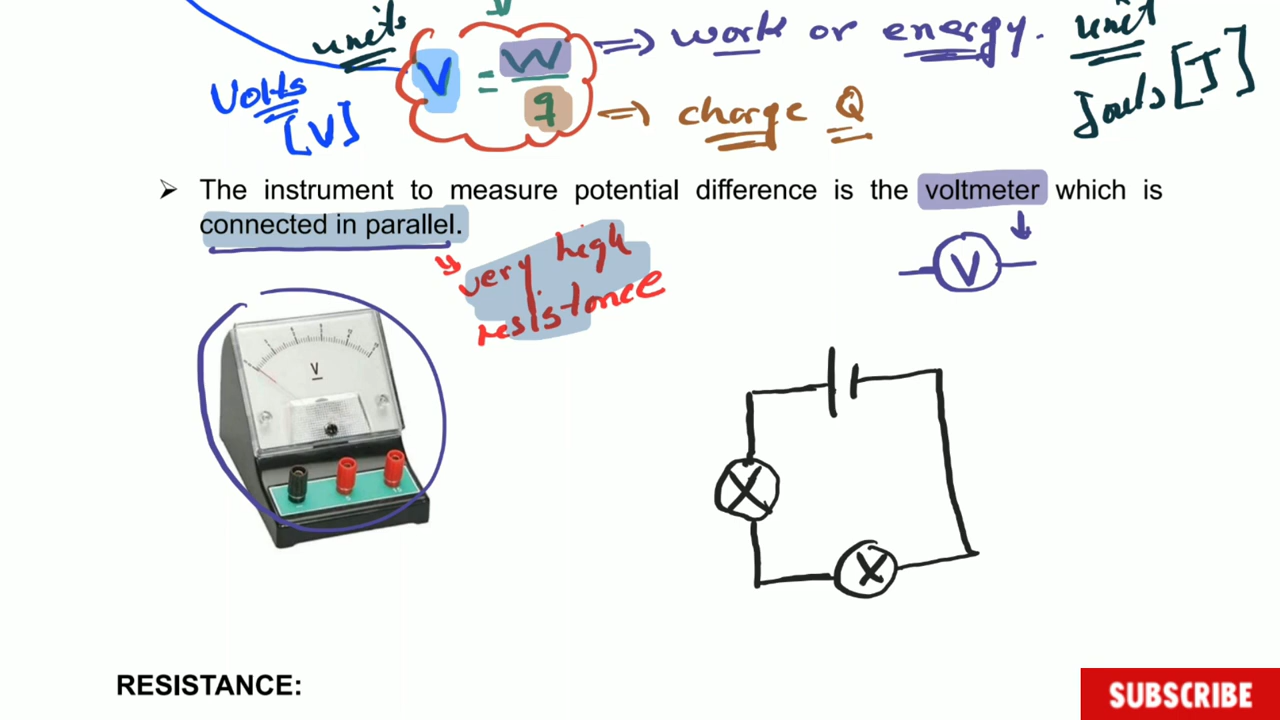 units
V = W/q ⇒ work or energy. unit
Volts
[V]
Jouls [J]
⇒ charge Q
➤ The instrument to measure potential difference is the voltmeter which is
connected in parallel.
very high
resistance
V
V
X
X
RESISTANCE:
SUBSCRIBE